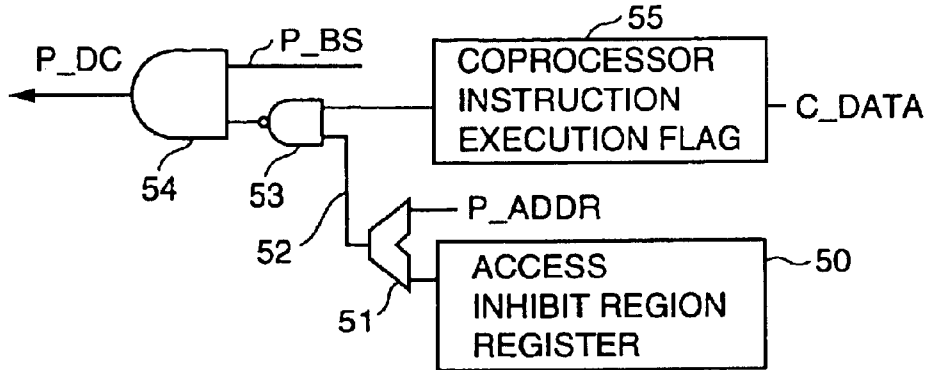 55
P_BS
P_DC
COPROCESSOR
INSTRUCTION
EXECUTION FLAG
C_DATA
54
53
52
P_ADDR
51
ACCESS
INHIBIT REGION
REGISTER
50